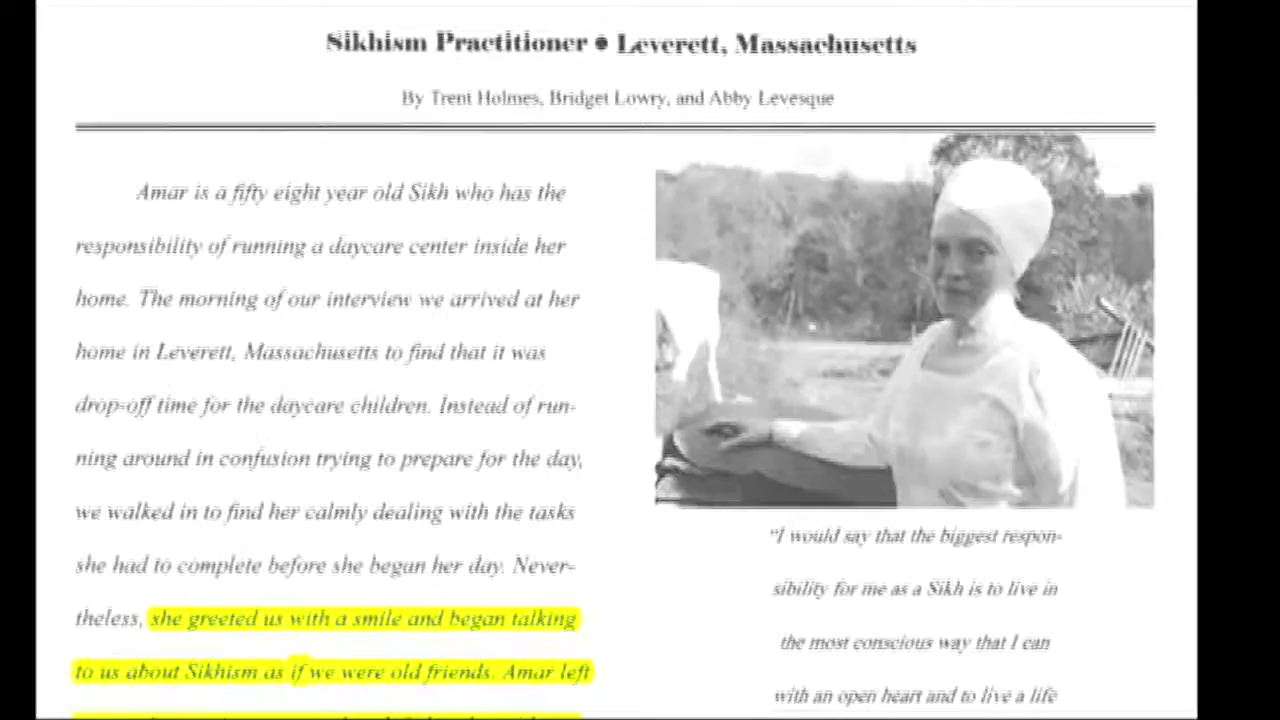 Sikhism Practitioner • Leverett, Massachusetts
By Trent Holmes, Bridget Lowry, and Abby Levesque
Amar is a fifty eight year old Sikh who has the
responsibility of running a daycare center inside her
home. The morning of our interview we arrived at her
home in Leverett, Massachusetts to find that it was
drop-off time for the daycare children. Instead of run-
ning around in confusion trying to prepare for the day,
we walked in to find her calmly dealing with the tasks
she had to complete before she began her day. Never-
theless, she greeted us with a smile and began talking
to us about Sikhism as if we were old friends. Amar left
"I would say that the biggest respon-
sibility for me as a Sikh is to live in
the most conscious way that I can
with an open heart and to live a life